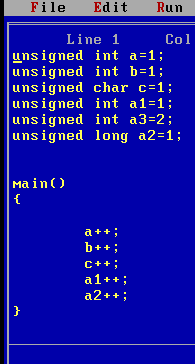 File Edit Run
Line 1 Col
unsigned int a=1;
unsigned int b=1;
unsigned char c=1;
unsigned int a1=1;
unsigned int a3=2;
unsigned long a2=1;
main()
{
a++;
b++;
c++;
a1++;
a2++;
}